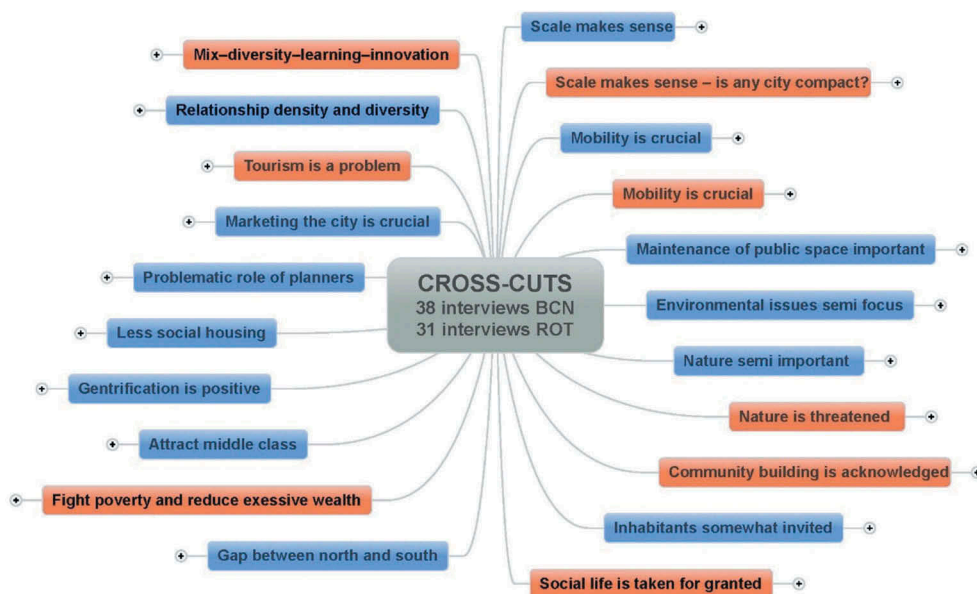 Scale makes sense
Mix–diversity–learning–innovation
Scale makes sense – is any city compact?
Relationship density and diversity
Mobility is crucial
Tourism is a problem
Mobility is crucial
Marketing the city is crucial
Maintenance of public space important
Problematic role of planners
CROSS-CUTS
38 interviews BCN
31 interviews ROT
Environmental issues semi focus
Less social housing
Nature semi important
Gentrification is positive
Nature is threatened
Attract middle class
Community building is acknowledged
Fight poverty and reduce exessive wealth
Inhabitants somewhat invited
Gap between north and south
Social life is taken for granted